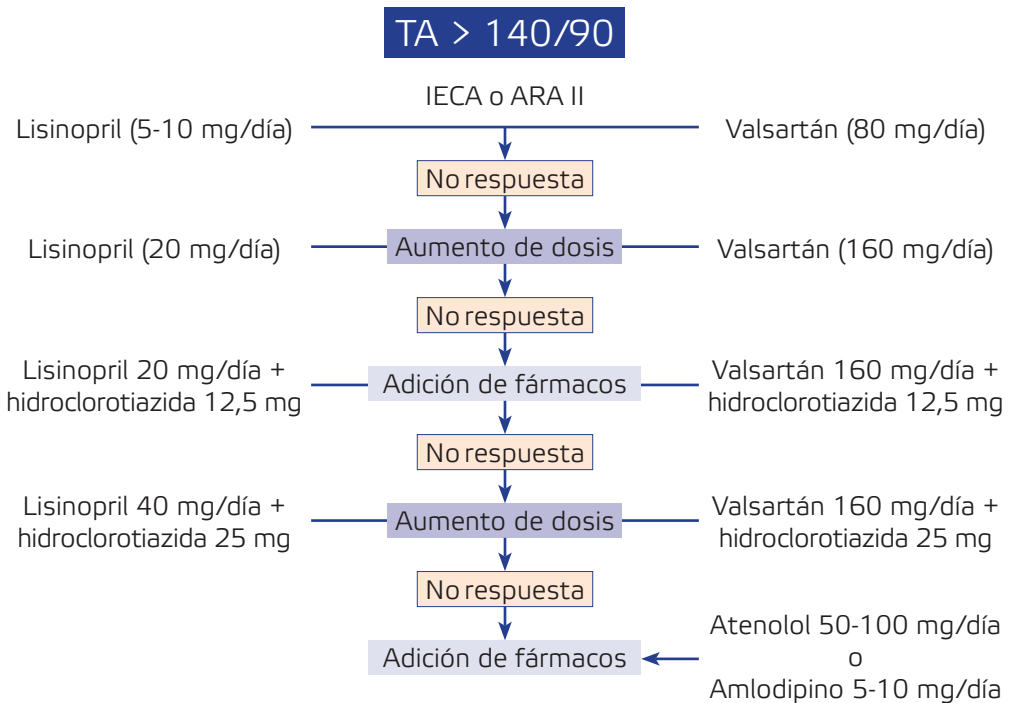 TA > 140/90
IECA o ARA II
Lisinopril (5-10 mg/día)
Valsartán (80 mg/día)
No respuesta
Lisinopril (20 mg/día)
Aumento de dosis
Valsartán (160 mg/día)
No respuesta
Lisinopril 20 mg/día +
hidroclorotiazida 12,5 mg
Adición de fármacos
Valsartán 160 mg/día +
hidroclorotiazida 12,5 mg
No respuesta
Lisinopril 40 mg/día +
hidroclorotiazida 25 mg
Aumento de dosis
Valsartán 160 mg/día +
hidroclorotiazida 25 mg
No respuesta
Adición de fármacos
Atenolol 50-100 mg/día
o
Amlodipino 5-10 mg/día